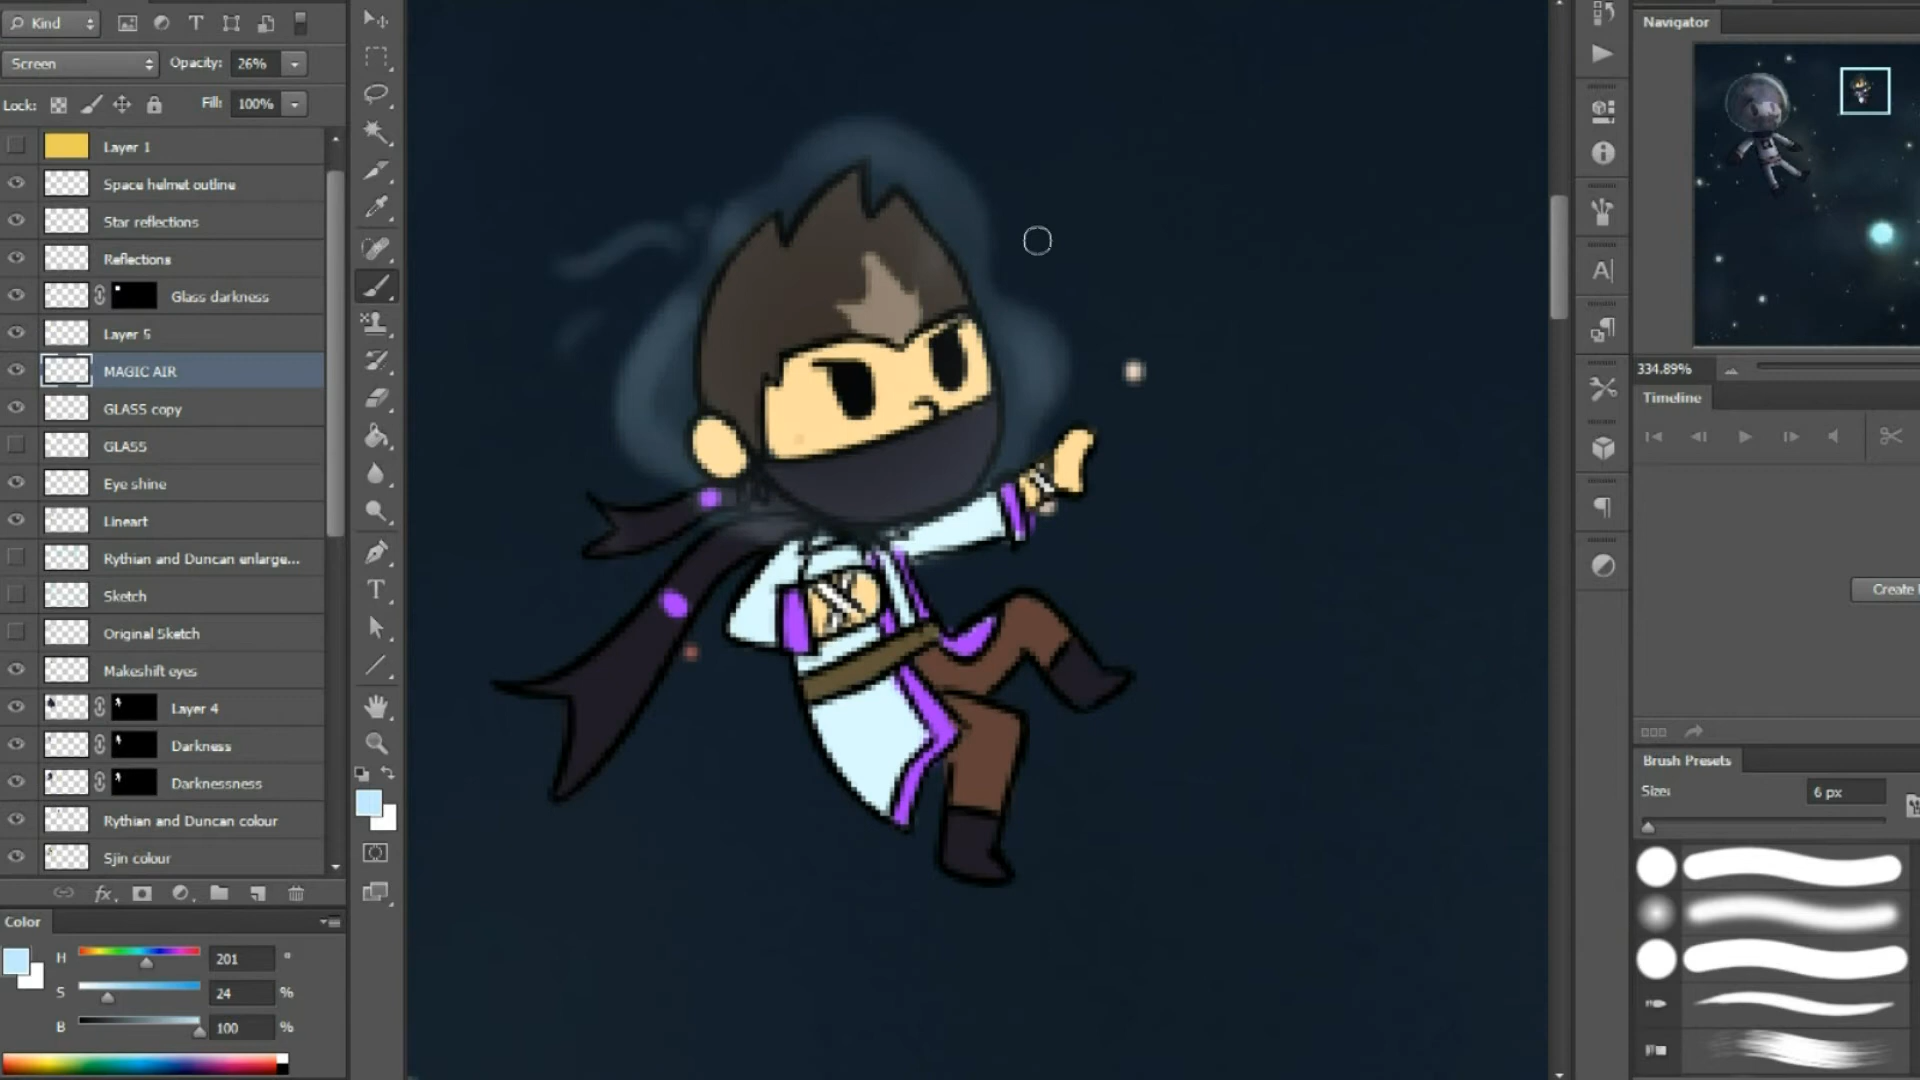 Kind
Screen
Opacity: 26%
Lock:
Fill: 100%
Layer 1
Space helmet outline
Star reflections
Reflections
Glass darkness
Layer 5
MAGIC AIR
GLASS copy
GLASS
Eye shine
Lineart
Rythian and Duncan enlarge...
Sketch
Original Sketch
Makeshift eyes
Layer 4
Darkness
Darknessness
Rythian and Duncan colour
Sjin colour
fx
Color
H 201 °
S 24 %
B 100 %
Navigator
334.89%
Timeline
Create
Brush Presets
Size: 6 px